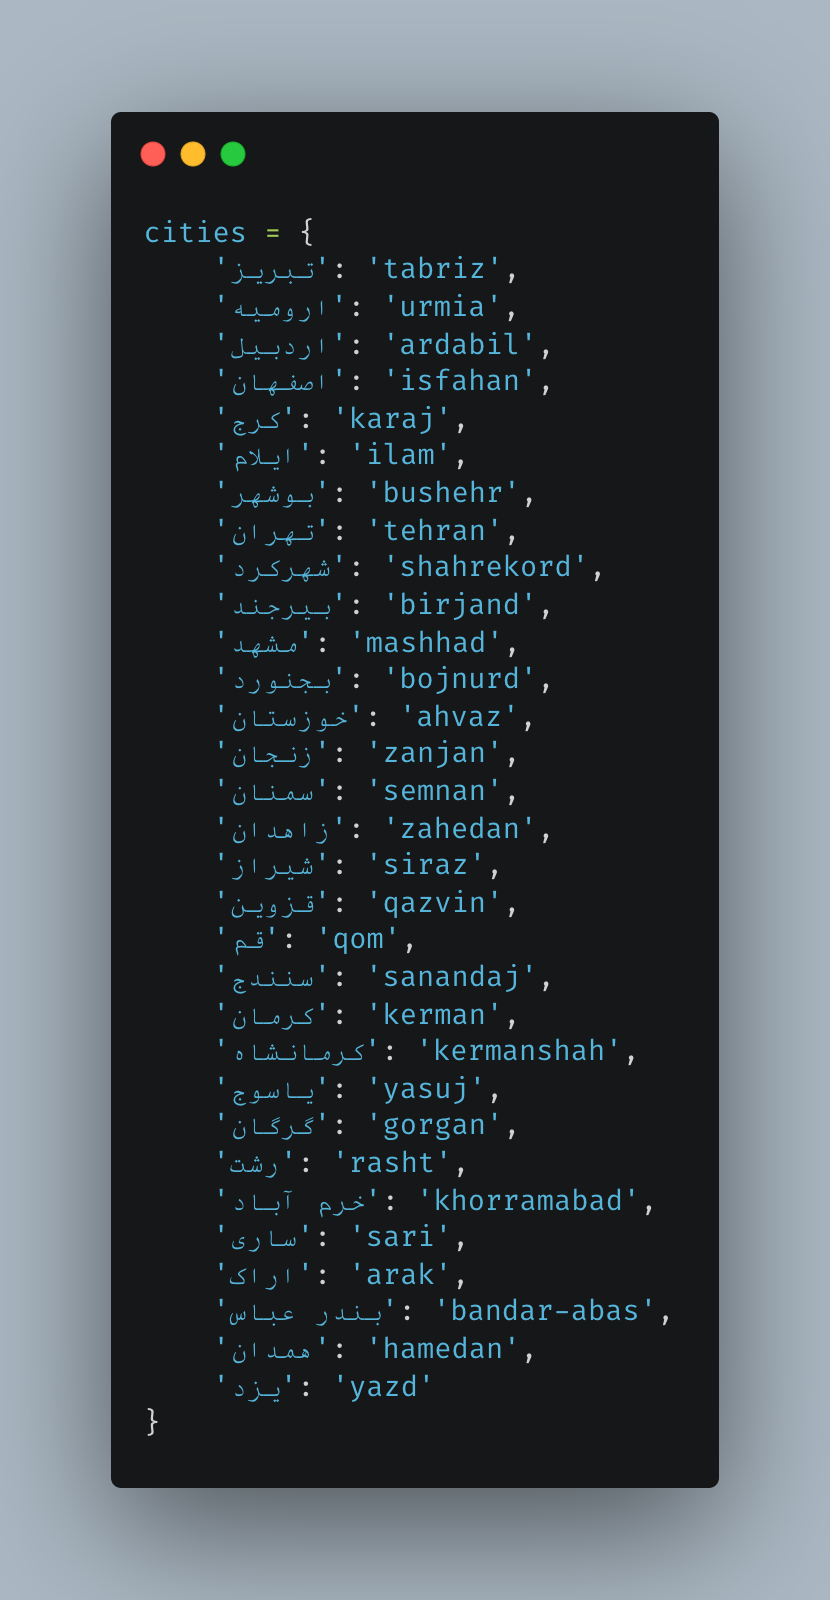 cities = {
    'تبریز': 'tabriz',
    'ارومیه': 'urmia',
    'اردبیل': 'ardabil',
    'اصفهان': 'isfahan',
    'کرج': 'karaj',
    'ایلام': 'ilam',
    'بوشهر': 'bushehr',
    'تهران': 'tehran',
    'شهرکرد': 'shahrekord',
    'بیرجند': 'birjand',
    'مشهد': 'mashhad',
    'بجنورد': 'bojnurd',
    'خوزستان': 'ahvaz',
    'زنجان': 'zanjan',
    'سمنان': 'semnan',
    'زاهدان': 'zahedan',
    'شیراز': 'siraz',
    'قزوین': 'qazvin',
    'قم': 'qom',
    'سنندج': 'sanandaj',
    'کرمان': 'kerman',
    'کرمانشاه': 'kermanshah',
    'یاسوج': 'yasuj',
    'گرگان': 'gorgan',
    'رشت': 'rasht',
    'خرم آباد': 'khorramabad',
    'ساری': 'sari',
    'اراک': 'arak',
    'بندر عباس': 'bandar-abas',
    'همدان': 'hamedan',
    'یزد': 'yazd'
}